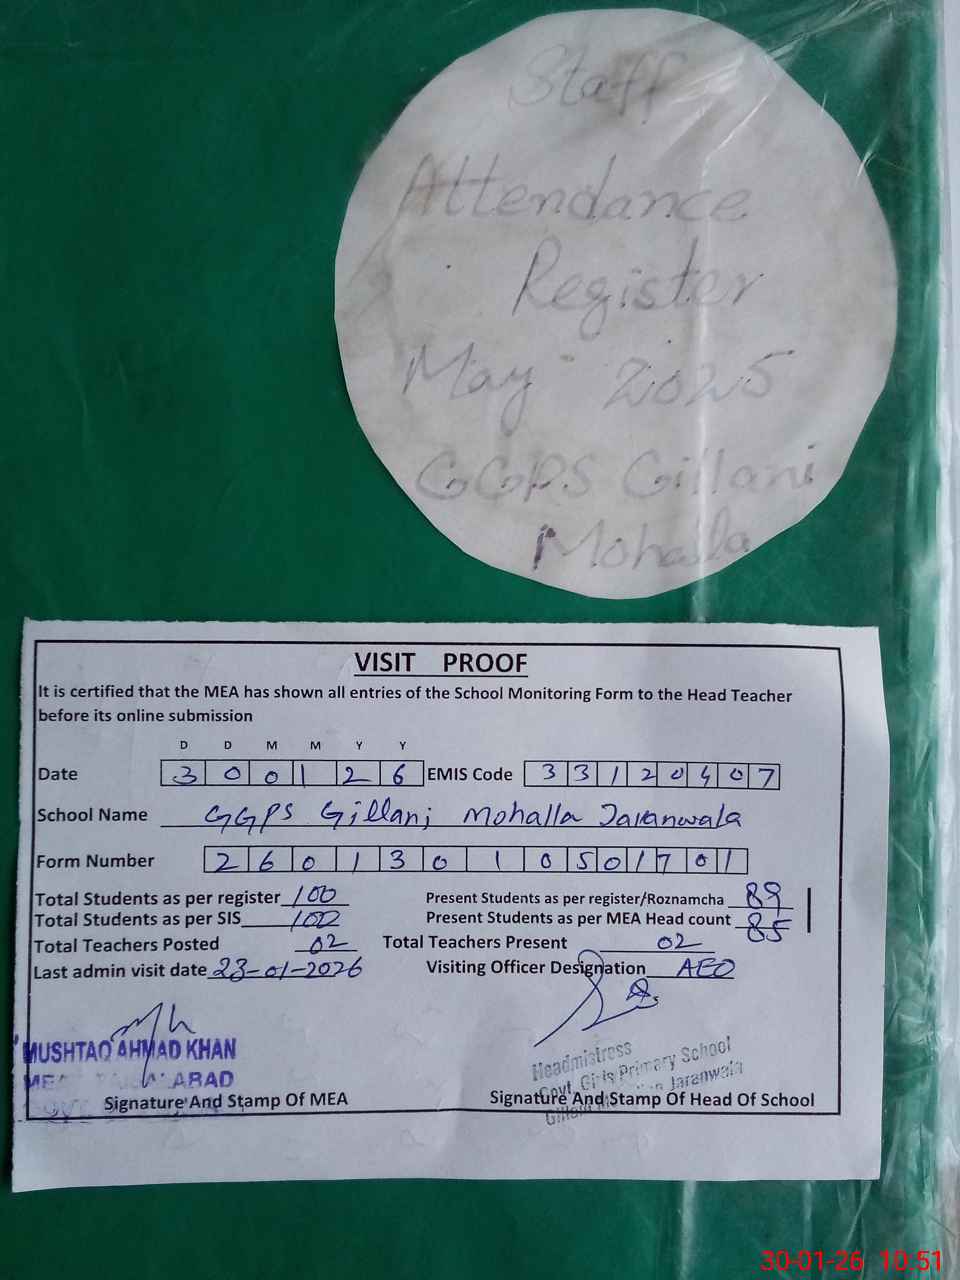 Staff
Attendance
Register
May 2025
GGPS Gillani
Mohalla
VISIT PROOF
It is certified that the MEA has shown all entries of the School Monitoring Form to the Head Teacher
before its online submission
D D M M Y Y
Date 3 0 0 1 2 6 EMIS Code 3 3 1 2 0 4 0 7
School Name GGPS Gillani Mohalla Jaranwala
Form Number 2 6 0 1 3 0 1 0 5 0 1 7 0 1
Total Students as per register 100 Present Students as per register/Roznamcha 89
Total Students as per SIS 102 Present Students as per MEA Head count 85
Total Teachers Posted 02 Total Teachers Present 02
Last admin visit date 23-01-2026 Visiting Officer Designation AEO
MUSHTAQ AHMAD KHAN
Headmistress
Govt. Girls Primary School
Jaranwala
Signature And Stamp Of MEA Signature And Stamp Of Head Of School
30-01-26 10:51